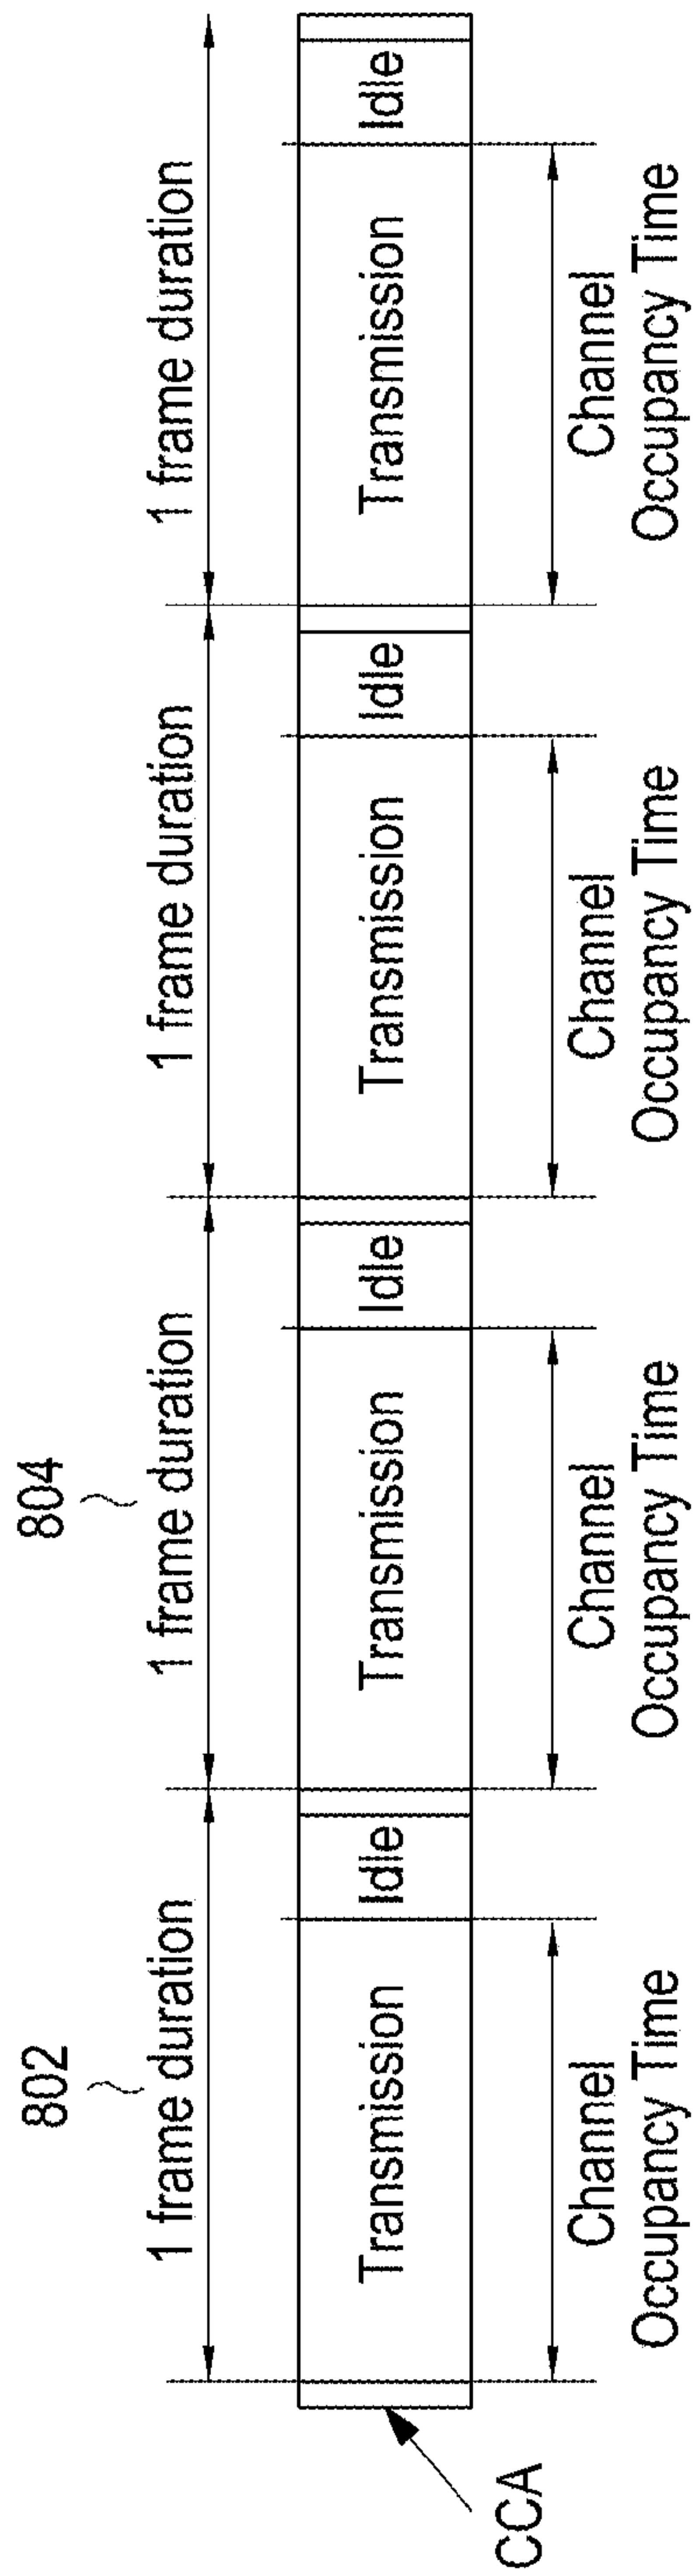 802
804
1 frame duration
1 frame duration
1 frame duration
1 frame duration
Transmission
Idle
Transmission
Idle
Transmission
Idle
Transmission
Idle
CCA
Channel
Occupancy Time
Channel
Occupancy Time
Channel
Occupancy Time
Channel
Occupancy Time